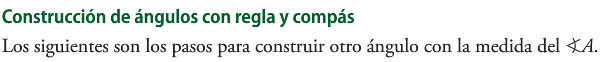 Construcción de ángulos con regla y compás
Los siguientes son los pasos para construir otro ángulo con la medida del ∢A.